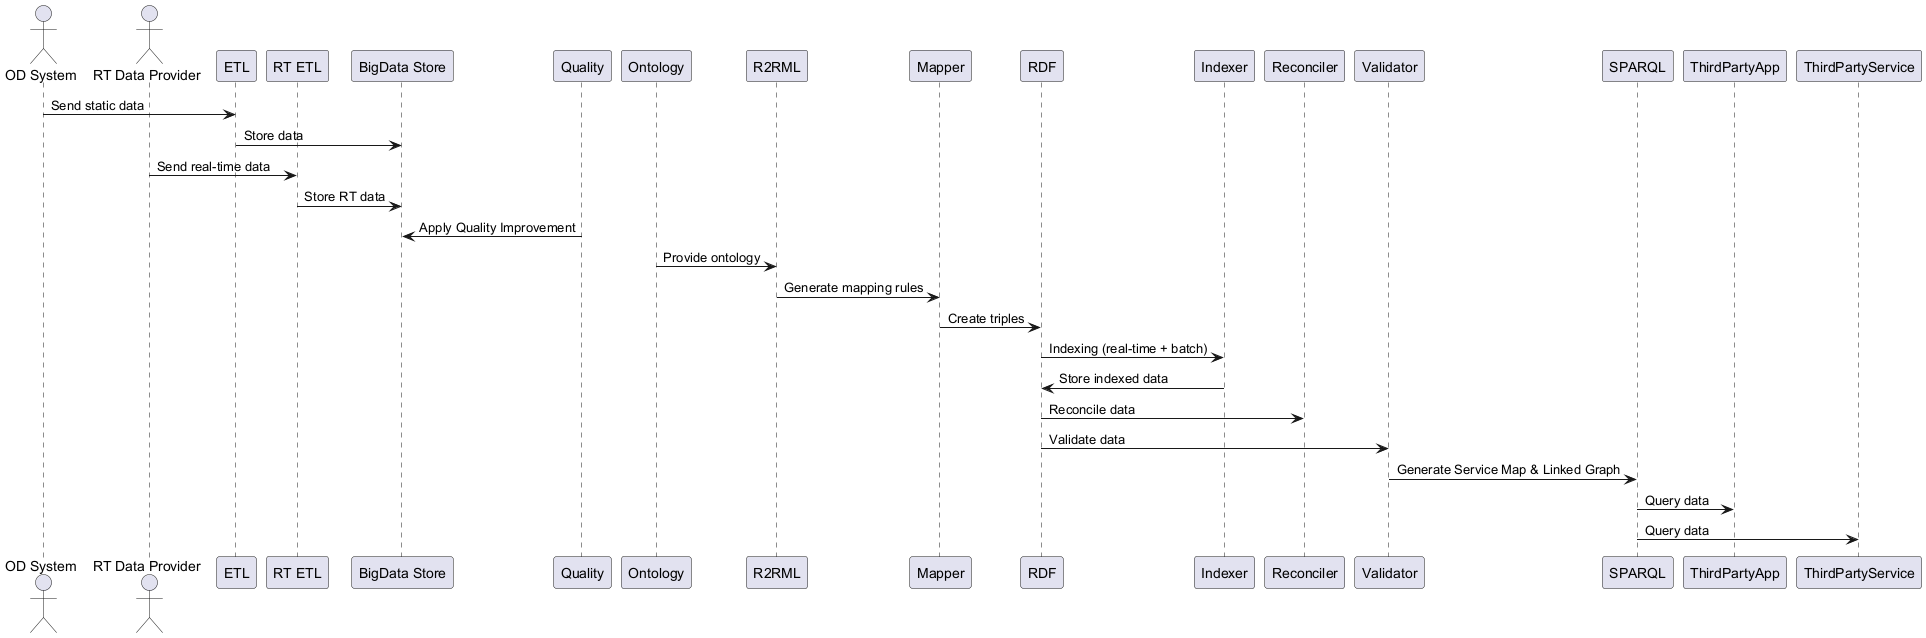 OD System
RT Data Provider
ETL
RT ETL
BigData Store
Quality
Ontology
R2RML
Mapper
RDF
Indexer
Reconciler
Validator
SPARQL
ThirdPartyApp
ThirdPartyService
Send static data
Store data
Send real-time data
Store RT data
Apply Quality Improvement
Provide ontology
Generate mapping rules
Create triples
Indexing (real-time + batch)
Store indexed data
Reconcile data
Validate data
Generate Service Map & Linked Graph
Query data
Query data
OD System
RT Data Provider
ETL
RT ETL
BigData Store
Quality
Ontology
R2RML
Mapper
RDF
Indexer
Reconciler
Validator
SPARQL
ThirdPartyApp
ThirdPartyService